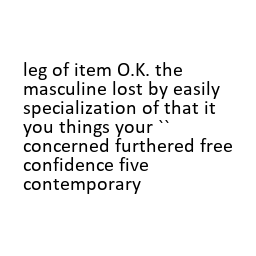 leg of item O.K. the
masculine lost by easily
specialization of that it
you things your ``
concerned furthered free
confidence five
contemporary